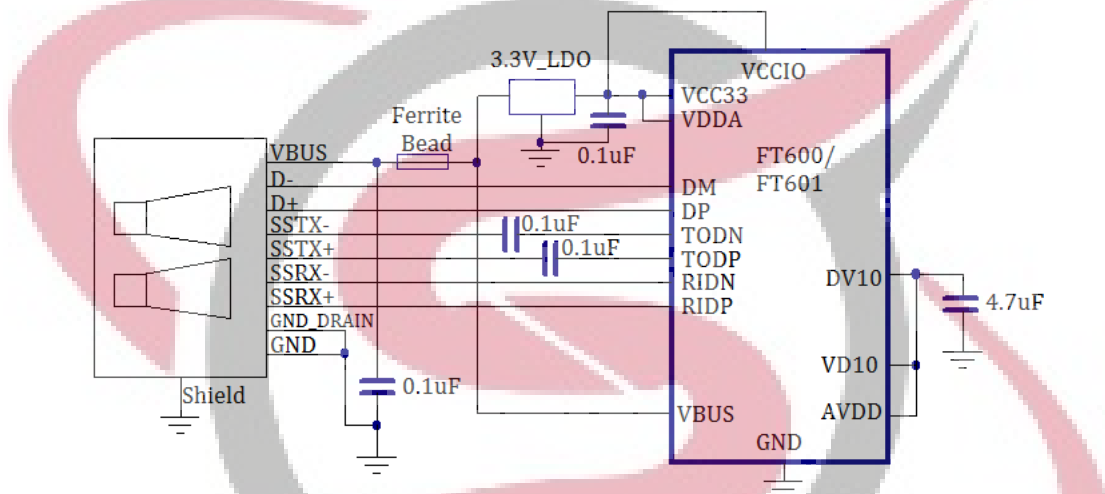 VCCIO
3.3V_LDO
VCC33
VDDA
0.1uF
Ferrite
Bead
FT600/
FT601
VBUS
D-
D+
SSTX-
SSTX+
SSRX-
SSRX+
GND_DRAIN
GND
Shield
0.1uF
0.1uF
0.1uF
DM
DP
TODN
TODP
RIDN
RIDP
VBUS
GND
DV10
4.7uF
VD10
AVDD